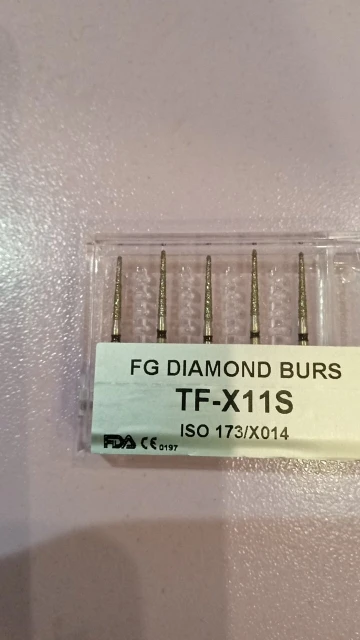 FG DIAMOND BURS
TF-X11S
ISO 173/X014
FDA CE 0197